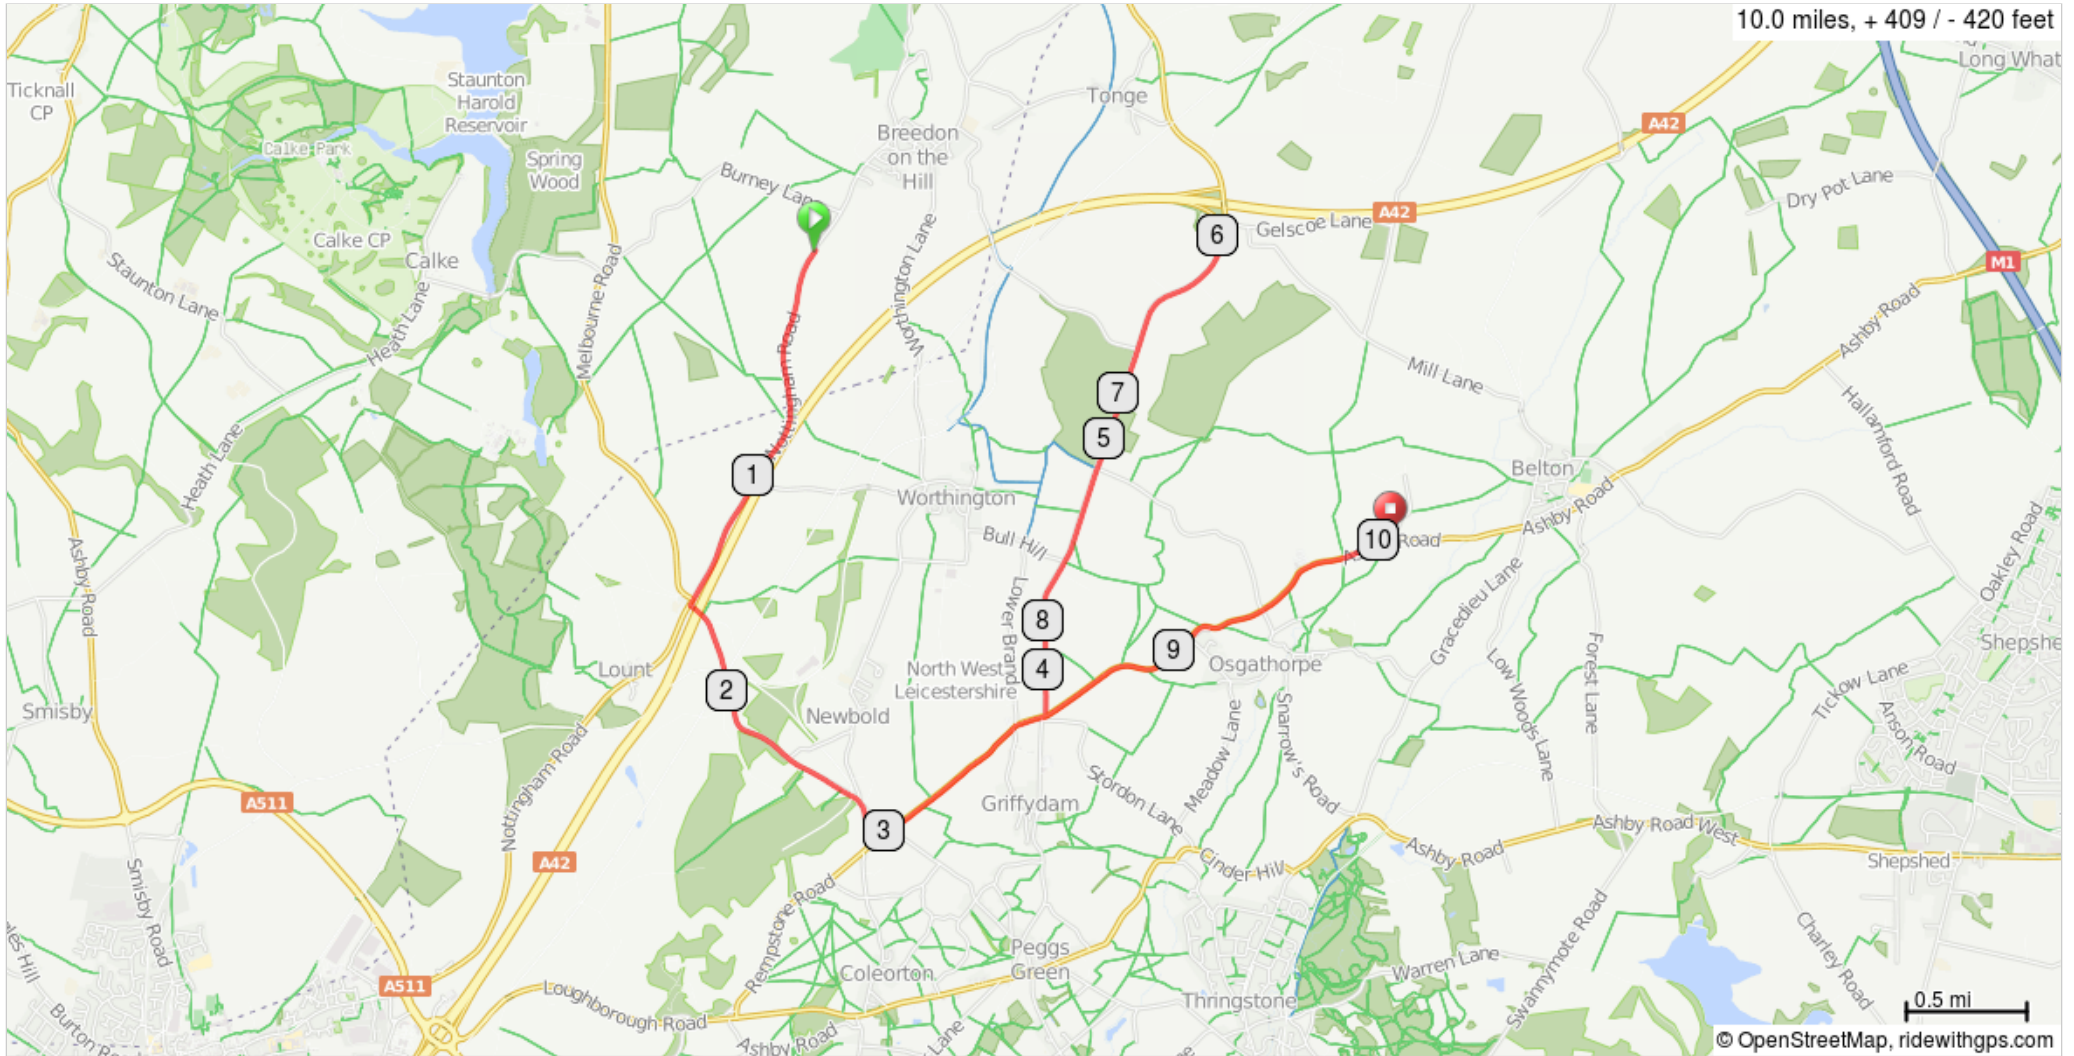 10.0 miles, + 409 / - 420 feet
Long What
Ticknall
CP
Staunton
Harold
Reservoir
Tonge
A42
Breedon
on the
Hill
Calke Park
Spring
Wood
Burney Lan
Dry Pot Lane
A42
Gelscoe Lane
6
Calke CP
Calke
M1
Staunton Lane
Heath Lane
Melbourne Road
Worthington Lane
Nottingham Road
Ashby Road
Mill Lane
7
Hallamford Road
5
Heath Lane
1
Belton
Worthington
Ashby Road
Bull Hill
10
Road
Ashby Road
Oakley Road
Lower Brand
Gracedieu Lane
8
9
4
Osgathorpe
Forest Lane
Shepshe
North West
Leicestershire
Lount
2
Low Woods Lane
Tickow Lane
Smisby
Newbold
Snarrow's Road
Meadow Lane
Anson Road
Nottingham Road
Stordon Lane
A511
Griffydam
3
Ashby Road West
A42
Cinder Hill
Ashby Road
Shepshed
Smisby Road
Rempstone Road
Swannymote Road
Charley Road
Peggs
Green
Coleorton
Warren Lane
A511
Loughborough Road
Thringstone
0.5 mi
Burton Ro
Ashby Road
Lane
© OpenStreetMap, ridewithgps.com